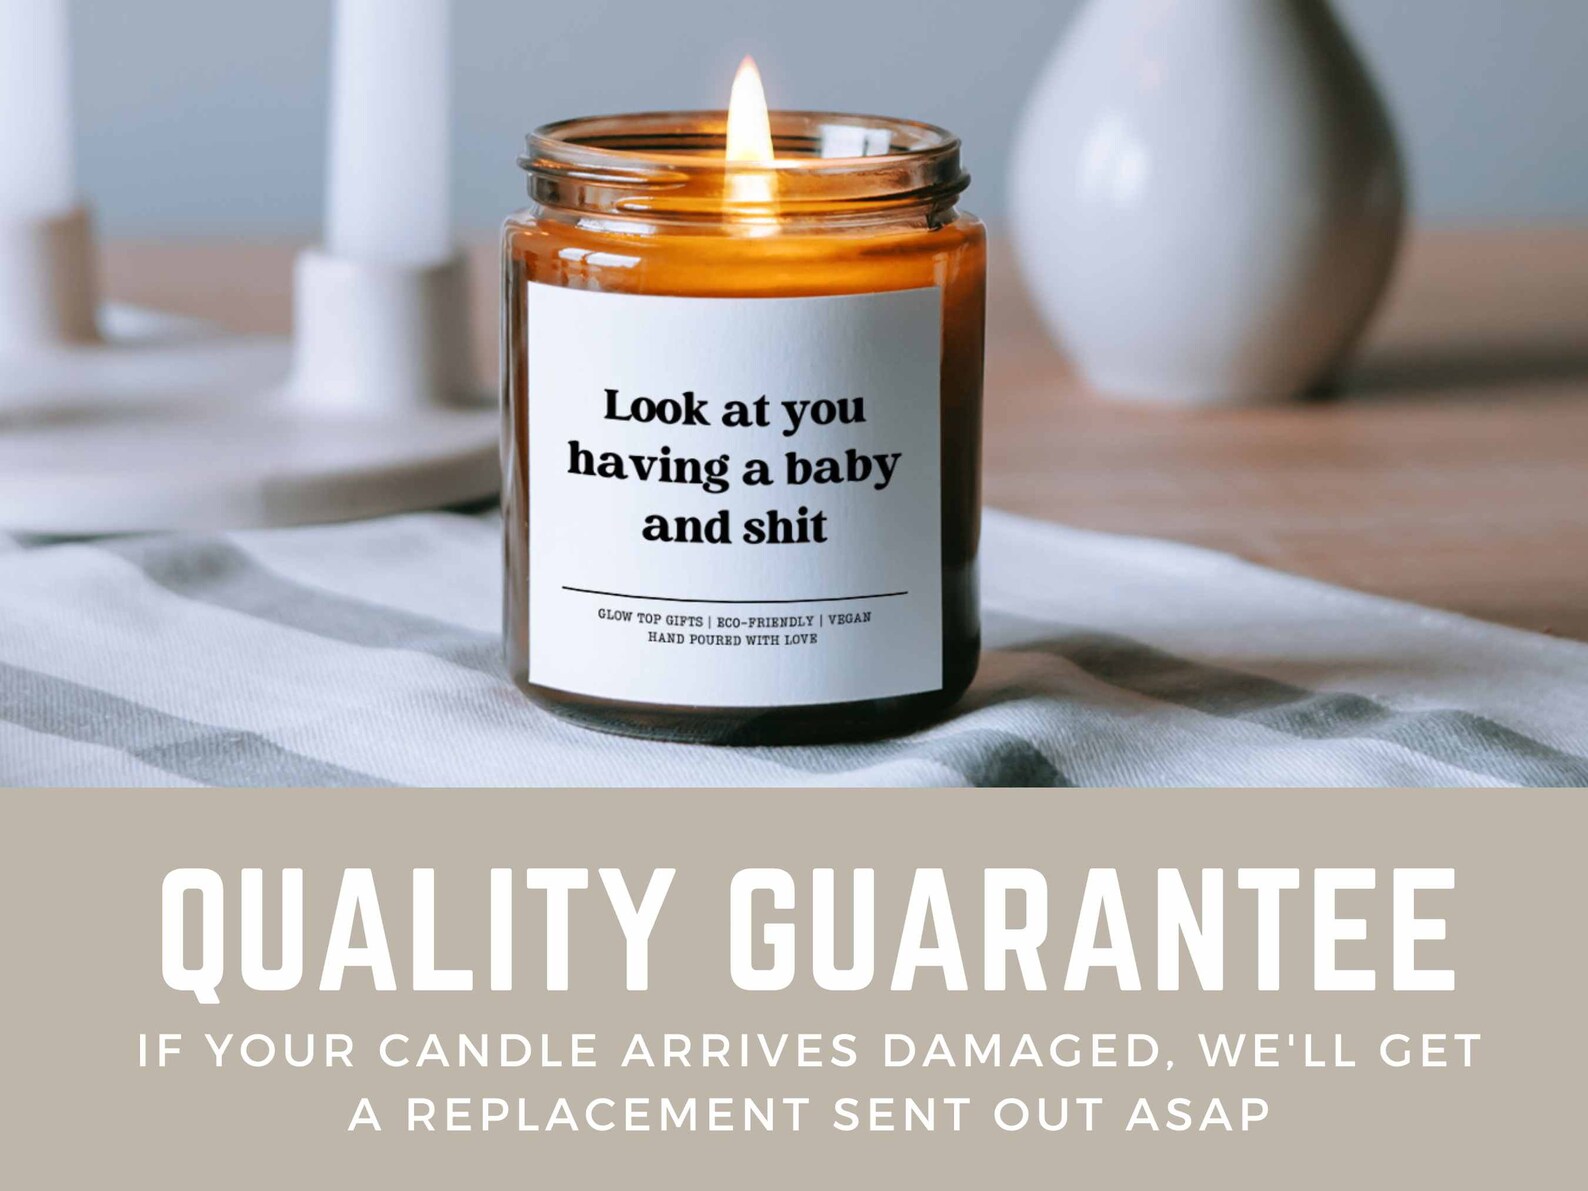 Look at you
having a baby
and shit
GLOW TOP GIFTS | ECO-FRIENDLY | VEGAN
HAND POURED WITH LOVE
QUALITY GUARANTEE
IF YOUR CANDLE ARRIVES DAMAGED, WE'LL GET
A REPLACEMENT SENT OUT ASAP